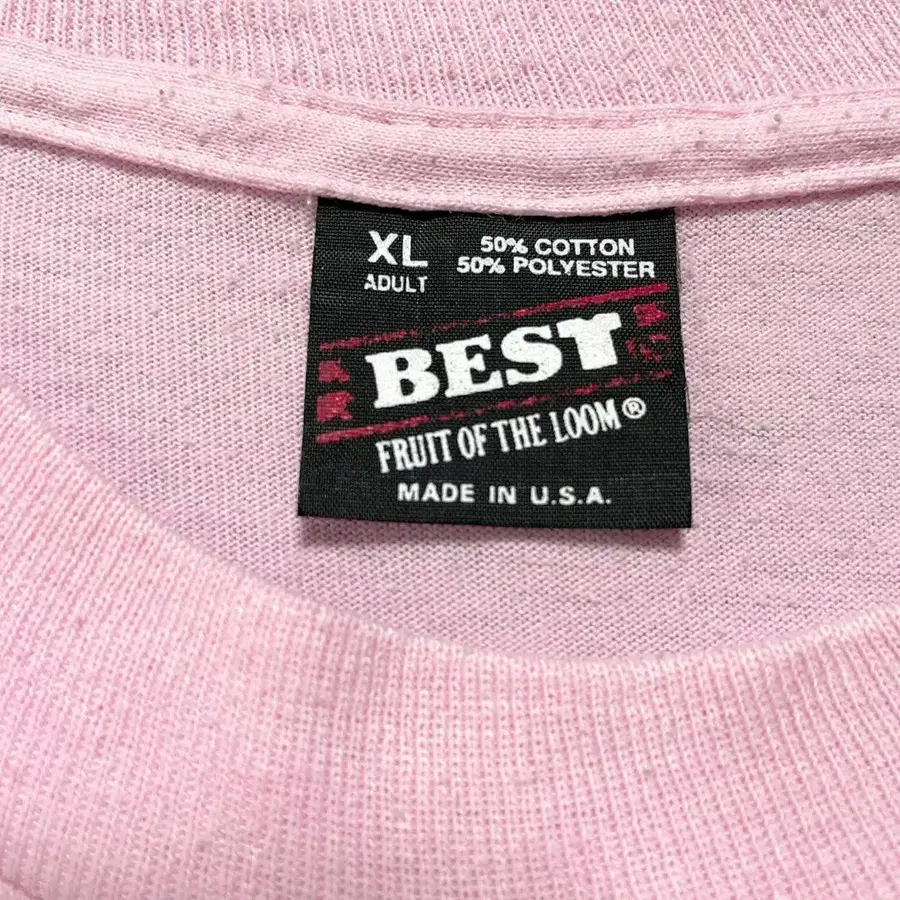 XL
ADULT
50% COTTON
50% POLYESTER
BEST
FRUIT OF THE LOOM®
MADE IN U.S.A.